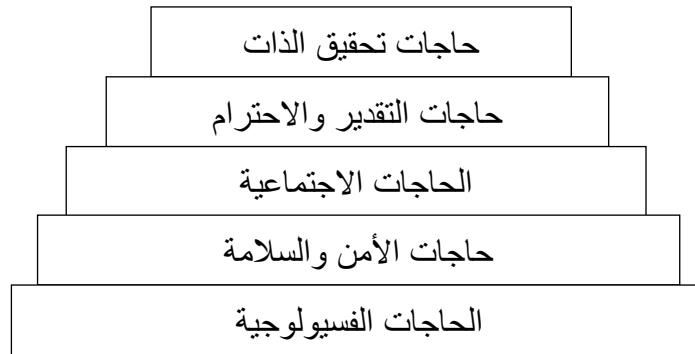 حاجات تحقيق الذات
حاجات التقدير والاحترام
الحاجات الاجتماعية
حاجات الأمن والسلامة
الحاجات الفسيولوجية